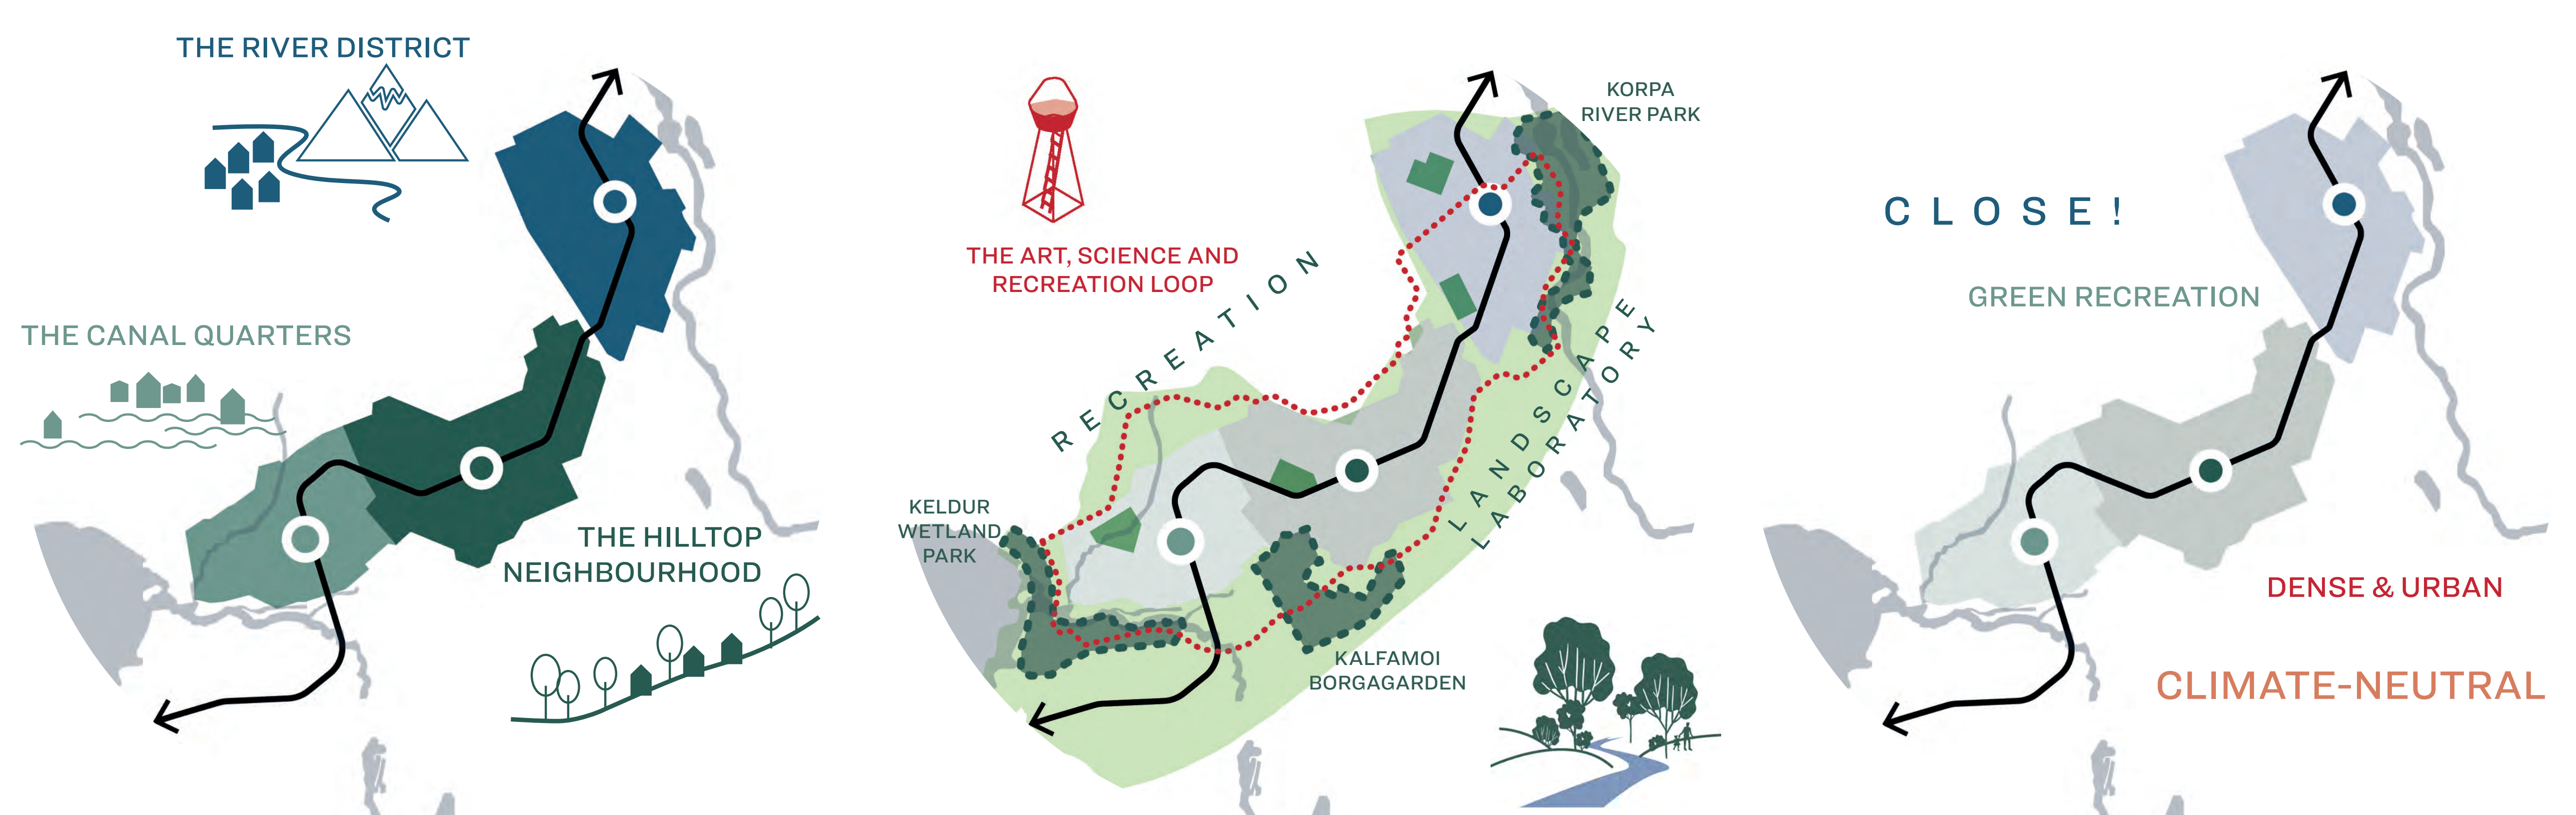 THE RIVER DISTRICT
THE CANAL QUARTERS
THE HILLTOP
NEIGHBOURHOOD
THE ART, SCIENCE AND
RECREATION LOOP
RECREATION
KORPA
RIVER PARK
LANDSCAPE
LABORATORY
KELDUR
WETLAND
PARK
KALFAMOI
BORGAGARDEN
CLOSE!
GREEN RECREATION
DENSE & URBAN
CLIMATE-NEUTRAL